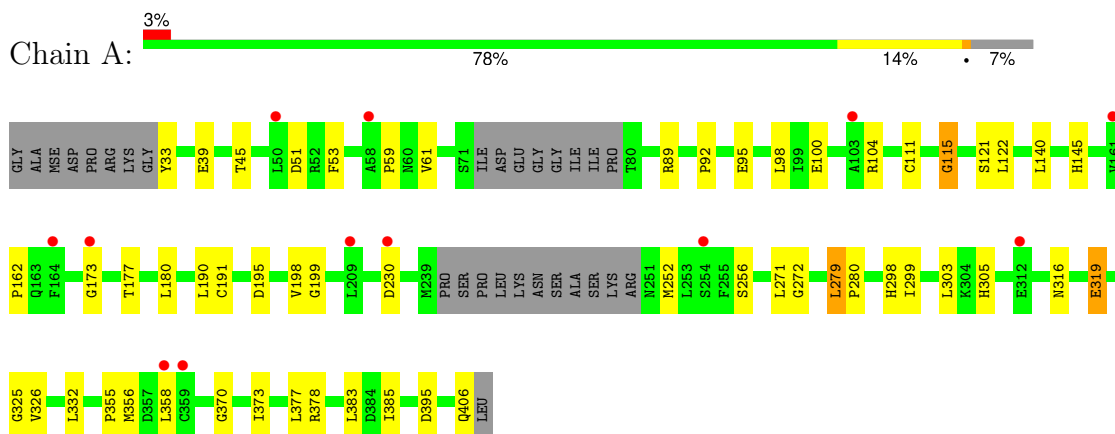 3%
Chain A:
78% 14% • 7%
GLY ALA MSE ASP PRO ARG LYS GLY Y33 E39 T45 L50 D51 R52 F53 A58 P59 N60 V61 S71 ILE ASP GLU GLY GLY ILE ILE PRO T80 R89 P92 E95 L98 I99 E100 A103 R104 C111 G115 S121 L122 L140 H145
P162 Q163 F164 G173 T177 L180 L190 C191 D195 V198 G199 L209 D230 M239 PRO SER PRO LEU LYS ASN SER ALA SER LYS ARG N251 M252 L253 S254 F255 S256 L271 G272 L279 P280 H298 I299 L303 K304 H305 E312 N316 E319
G325 V326 L332 P355 M356 D357 L358 C359 G370 I373 L377 R378 L383 D384 I385 D395 Q406 LEU